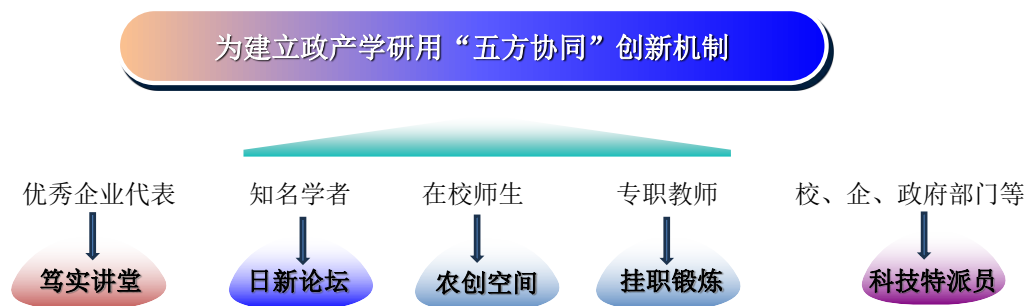 为建立政产学研用“五方协同”创新机制
优秀企业代表 知名学者 在校师生 专职教师 校、企、政府部门等
笃实讲堂 日新论坛 农创空间 挂职锻炼 科技特派员